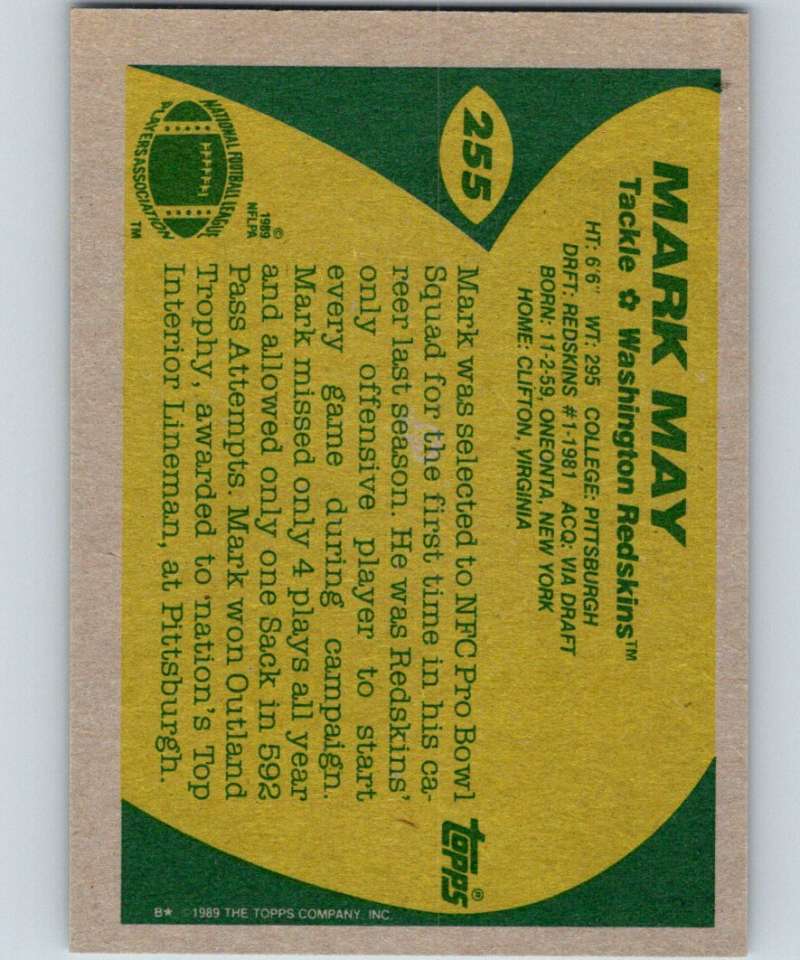 255
MARK MAY
Tackle ✿ Washington Redskins™
HT: 6'6" WT: 295 COLLEGE: PITTSBURGH
DRFT: REDSKINS #1-1981 ACQ: VIA DRAFT
BORN: 11-2-59, ONEONTA, NEW YORK
HOME: CLIFTON, VIRGINIA
Mark was selected to NFC Pro Bowl
Squad for the first time in his ca-
reer last season. He was Redskins'
only offensive player to start
every game during campaign.
Mark missed only 4 plays all year
and allowed only one Sack in 592
Pass Attempts. Mark won Outland
Trophy, awarded to nation's Top
Interior Lineman, at Pittsburgh.
NATIONAL FOOTBALL LEAGUE
PLAYERS ASSOCIATION
™
©
1989
NFLPA
topps®
B★ ©1989 THE TOPPS COMPANY, INC.